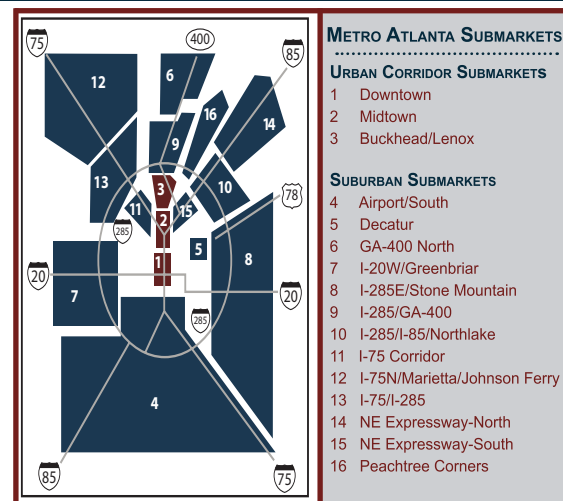 75
400
85
12
6
16
14
9
13
10
3
11
15
78
2
285
5
8
1
20
7
20
285
4
85
75
METRO ATLANTA SUBMARKETS
URBAN CORRIDOR SUBMARKETS
1 Downtown
2 Midtown
3 Buckhead/Lenox
SUBURBAN SUBMARKETS
4 Airport/South
5 Decatur
6 GA-400 North
7 I-20W/Greenbriar
8 I-285E/Stone Mountain
9 I-285/GA-400
10 I-285/I-85/Northlake
11 I-75 Corridor
12 I-75N/Marietta/Johnson Ferry
13 I-75/I-285
14 NE Expressway-North
15 NE Expressway-South
16 Peachtree Corners